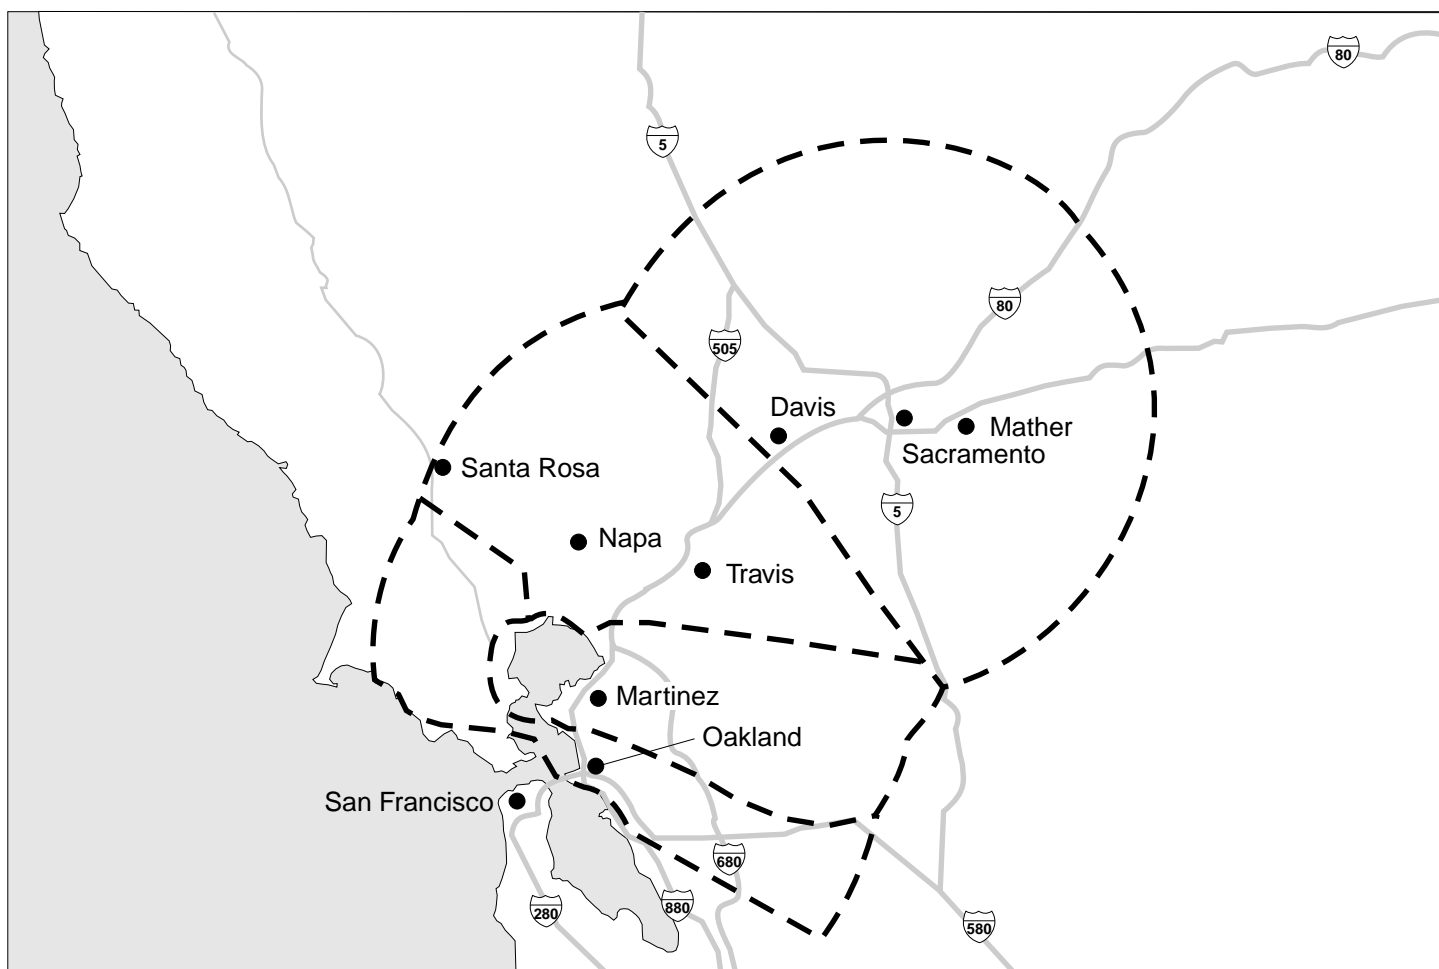 80
5
80
505
Davis
Mather
Sacramento
Santa Rosa
5
Napa
Travis
Martinez
Oakland
San Francisco
680
280
880
580